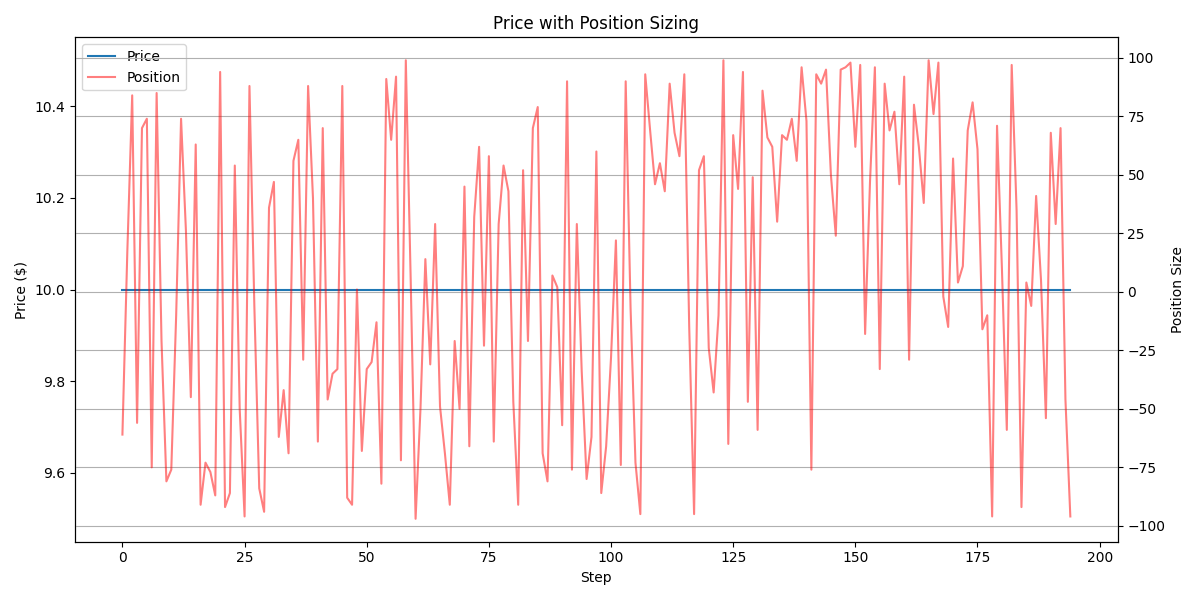 Price with Position Sizing
Price
Position
Price ($)
10.4
10.2
10.0
9.8
9.6
100
75
50
25
0
−25
−50
−75
−100
Position Size
0 25 50 75 100 125 150 175 200
Step